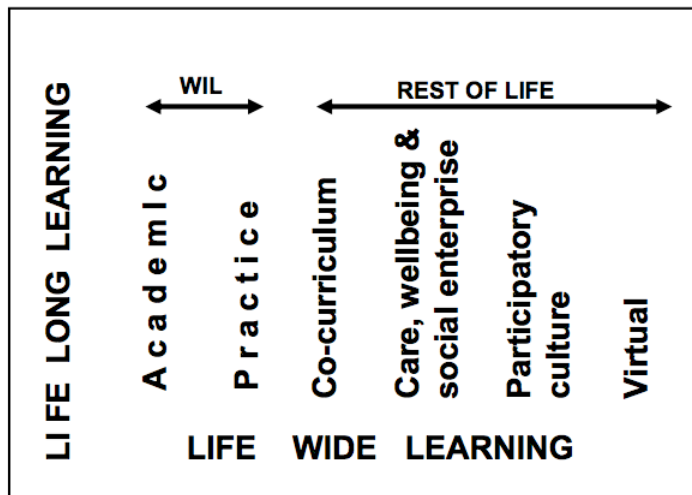 LIFE LONG LEARNING
WIL
REST OF LIFE
AcademIc
Practice
Co-curriculum
Care, wellbeing &
social enterprise
Participatory
culture
Virtual
LIFE WIDE LEARNING